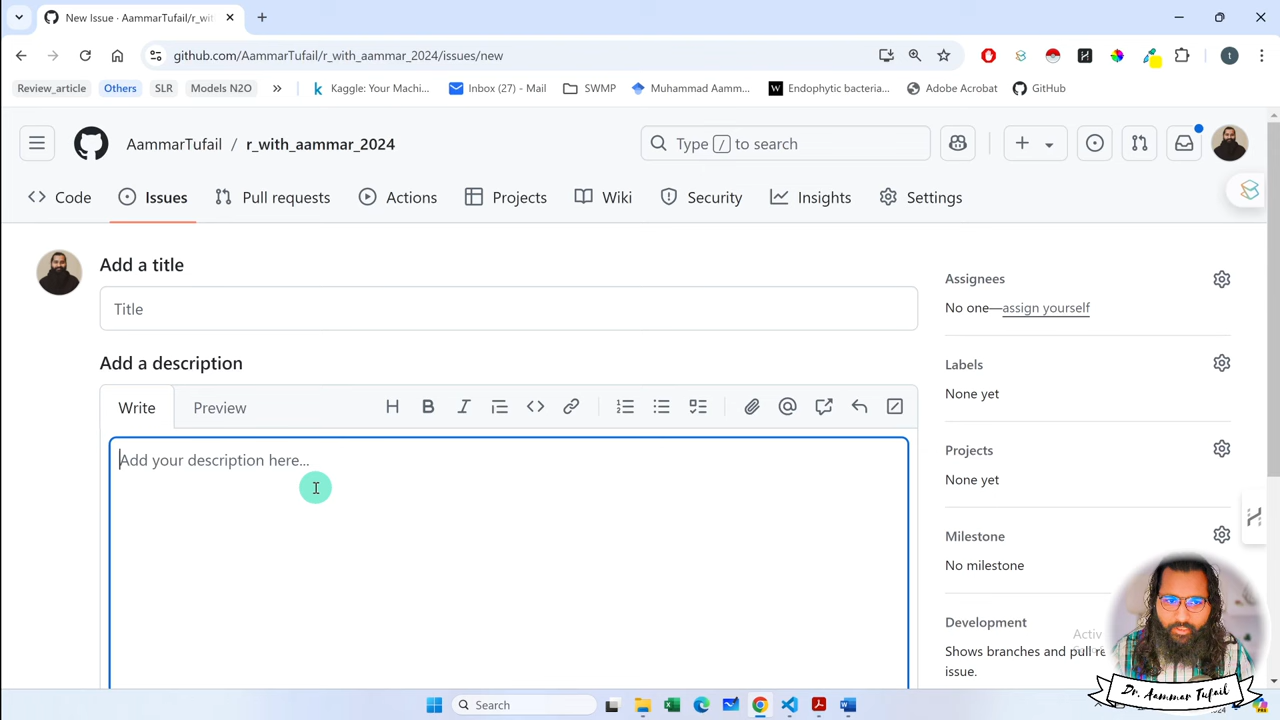 New Issue · AammarTufail/r_wit
github.com/AammarTufail/r_with_aammar_2024/issues/new
Review_article Others SLR Models N2O » Kaggle: Your Machi... Inbox (27) - Mail SWMP Muhammad Aamm... Endophytic bacteria... Adobe Acrobat GitHub
AammarTufail / r_with_aammar_2024 Type / to search
Code Issues Pull requests Actions Projects Wiki Security Insights Settings
Add a title
Title
Add a description
Write Preview
Add your description here...
Assignees
No one—assign yourself
Labels
None yet
Projects
None yet
Milestone
No milestone
Development
Activ
Shows branches and pull re
issue.
Dr. Aammar Tufail
Search